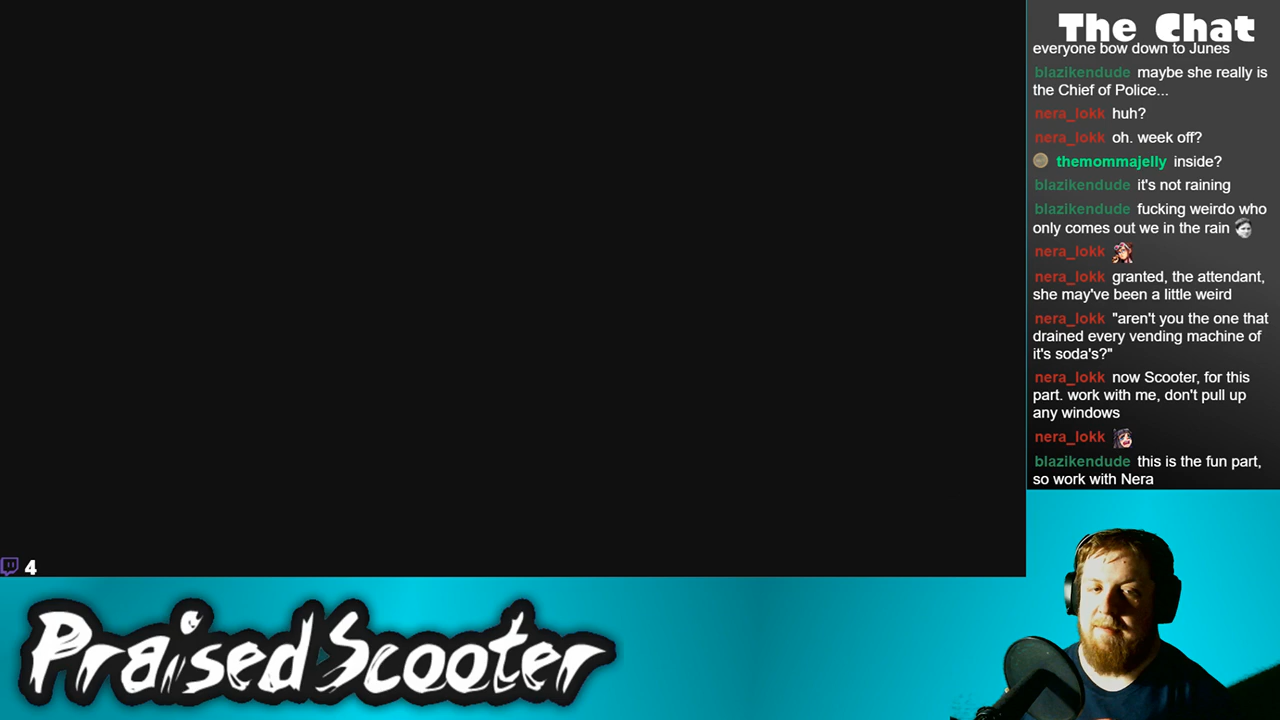 The Chat
everyone bow down to Junes
blazikendude maybe she really is
the Chief of Police...
nera_lokk huh?
nera_lokk oh. week off?
themommajelly inside?
blazikendude it's not raining
blazikendude fucking weirdo who
only comes out we in the rain
nera_lokk
nera_lokk granted, the attendant,
she may've been a little weird
nera_lokk "aren't you the one that
drained every vending machine of
it's soda's?"
nera_lokk now Scooter, for this
part. work with me, don't pull up
any windows
nera_lokk
blazikendude this is the fun part,
so work with Nera
4
PraisedScooter